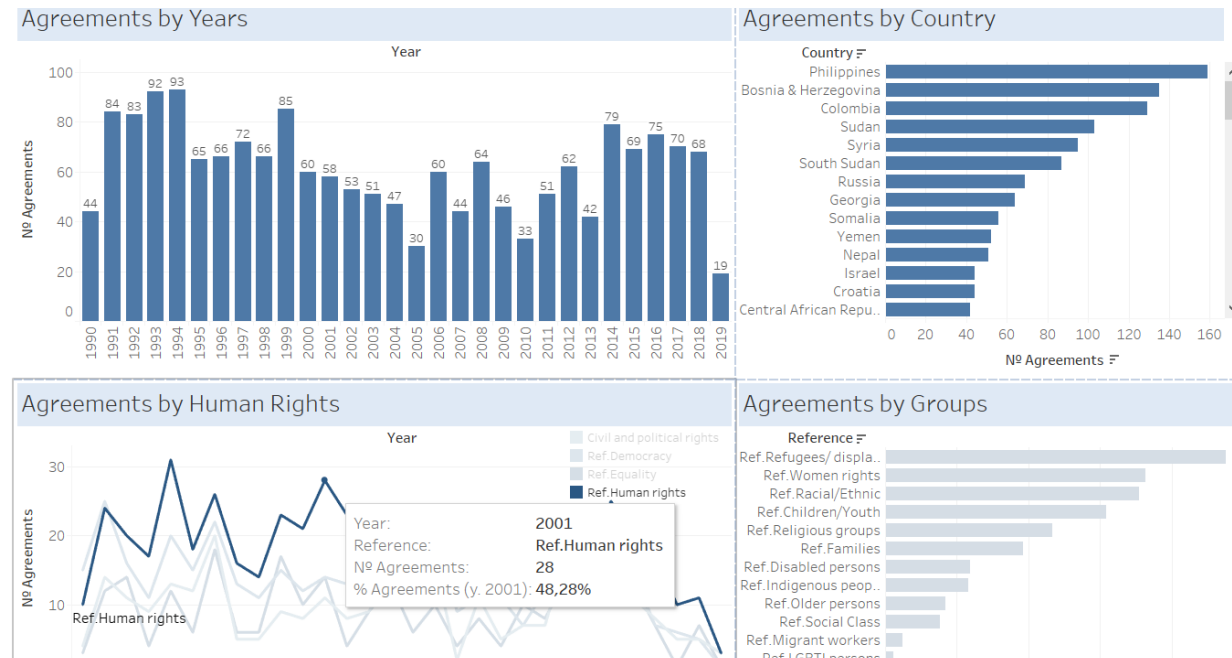 Agreements by Years
Year
Nº Agreements
100
80
60
40
20
0
44
84
83
92
93
65
66
72
66
85
60
58
53
51
47
30
60
44
64
46
33
51
62
42
79
69
75
70
68
19
1990
1991
1992
1993
1994
1995
1996
1997
1998
1999
2000
2001
2002
2003
2004
2005
2006
2007
2008
2009
2010
2011
2012
2013
2014
2015
2016
2017
2018
2019
Agreements by Country
Country
Philippines
Bosnia & Herzegovina
Colombia
Sudan
Syria
South Sudan
Russia
Georgia
Somalia
Yemen
Nepal
Israel
Croatia
Central African Repu..
0 20 40 60 80 100 120 140 160
Nº Agreements
Agreements by Human Rights
Year
Civil and political rights
Ref.Democracy
Ref.Equality
Ref.Human rights
Nº Agreements
30
20
10
Ref.Human rights
Year: 2001
Reference: Ref.Human rights
Nº Agreements: 28
% Agreements (y. 2001): 48,28%
Agreements by Groups
Reference
Ref.Refugees/ displa..
Ref.Women rights
Ref.Racial/Ethnic
Ref.Children/Youth
Ref.Religious groups
Ref.Families
Ref.Disabled persons
Ref.Indigenous peop..
Ref.Older persons
Ref.Social Class
Ref.Migrant workers
Ref.LGBTI persons